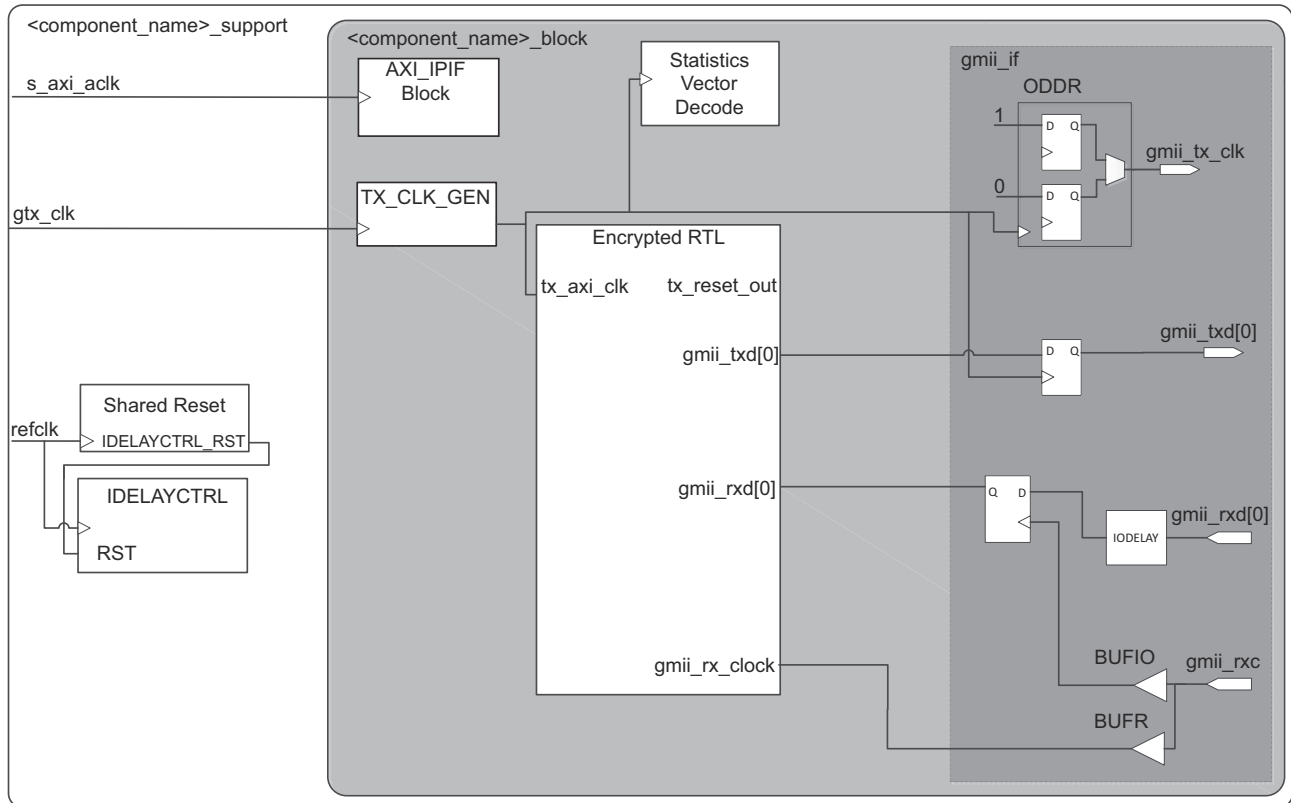 <component_name>_support
<component_name>_block
s_axi_aclk
AXI_IPIF
Block
Statistics
Vector
Decode
gmii_if
ODDR
1
D Q
gmii_tx_clk
0
D Q
gtx_clk
TX_CLK_GEN
Encrypted RTL
tx_axi_clk
tx_reset_out
gmii_txd[0]
D Q
gmii_txd[0]
refclk
Shared Reset
IDELAYCTRL_RST
IDELAYCTRL
RST
gmii_rxd[0]
Q D
IODELAY
gmii_rxd[0]
gmii_rx_clock
BUFIO
gmii_rxc
BUFR